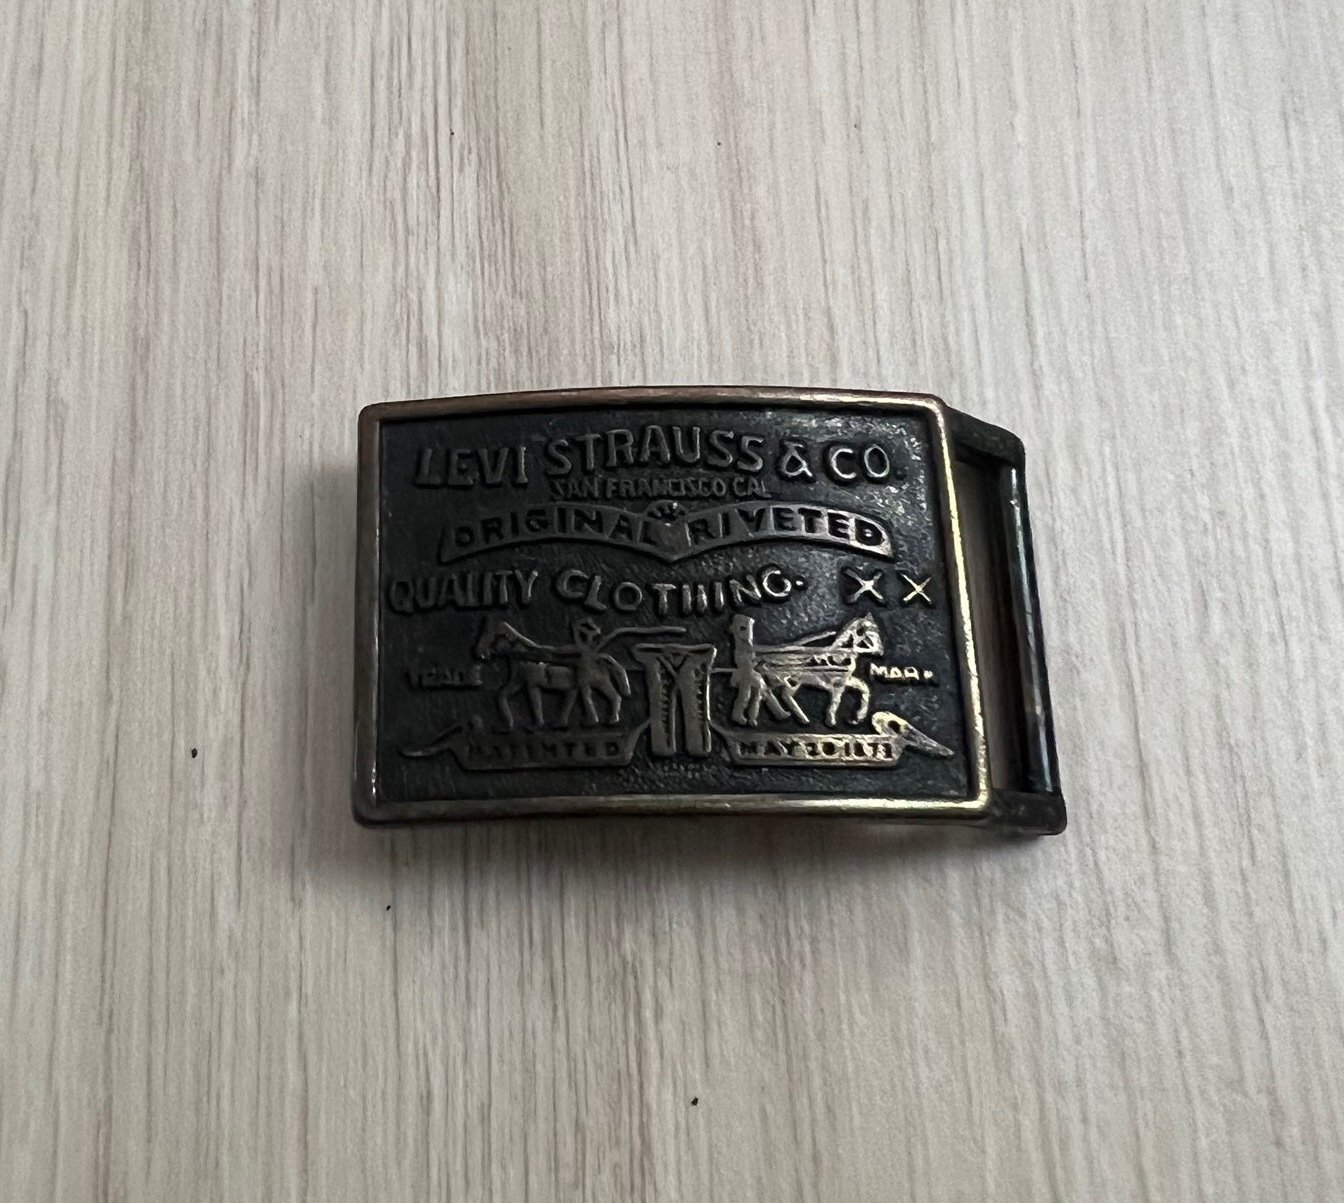 LEVI STRAUSS & CO.
SAN FRANCISCO CAL
ORIGINAL RIVETED
QUALITY CLOTHING. XX
TRADE MARK
PATENTED MAY 20 1873